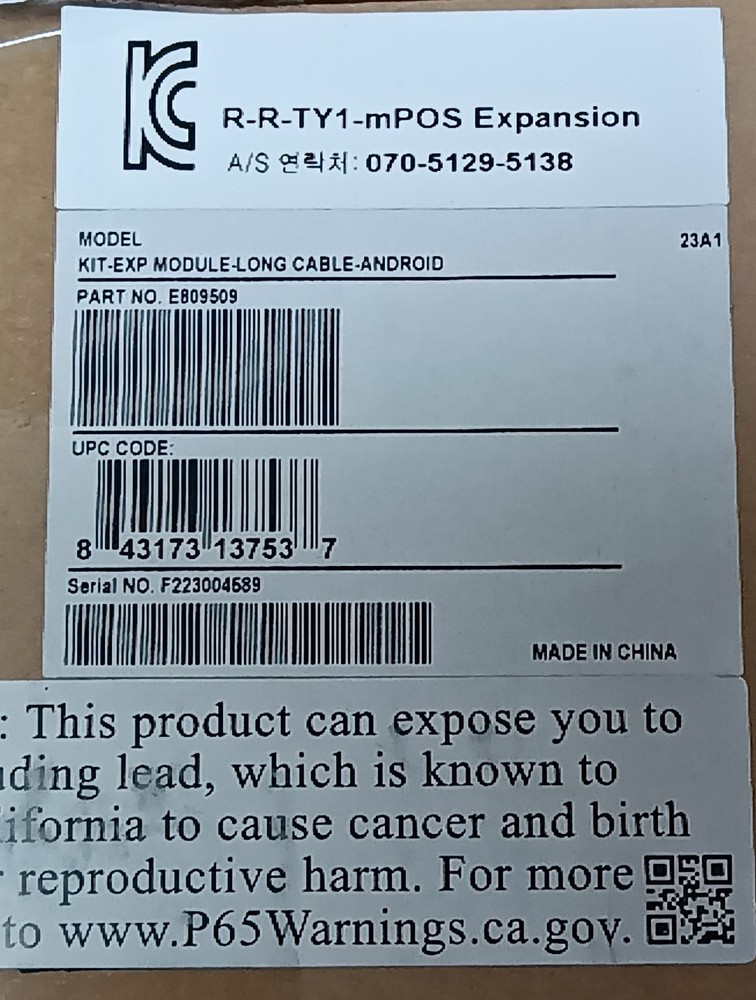 R-R-TY1-mPOS Expansion
A/S 연락처: 070-5129-5138
MODEL
23A1
KIT-EXP MODULE-LONG CABLE-ANDROID
PART NO. E809509
UPC CODE:
8 43173 13753 7
Serial NO. F223004689
MADE IN CHINA
: This product can expose you to
ding lead, which is known to
ifornia to cause cancer and birth
reproductive harm. For more
to www.P65Warnings.ca.gov.